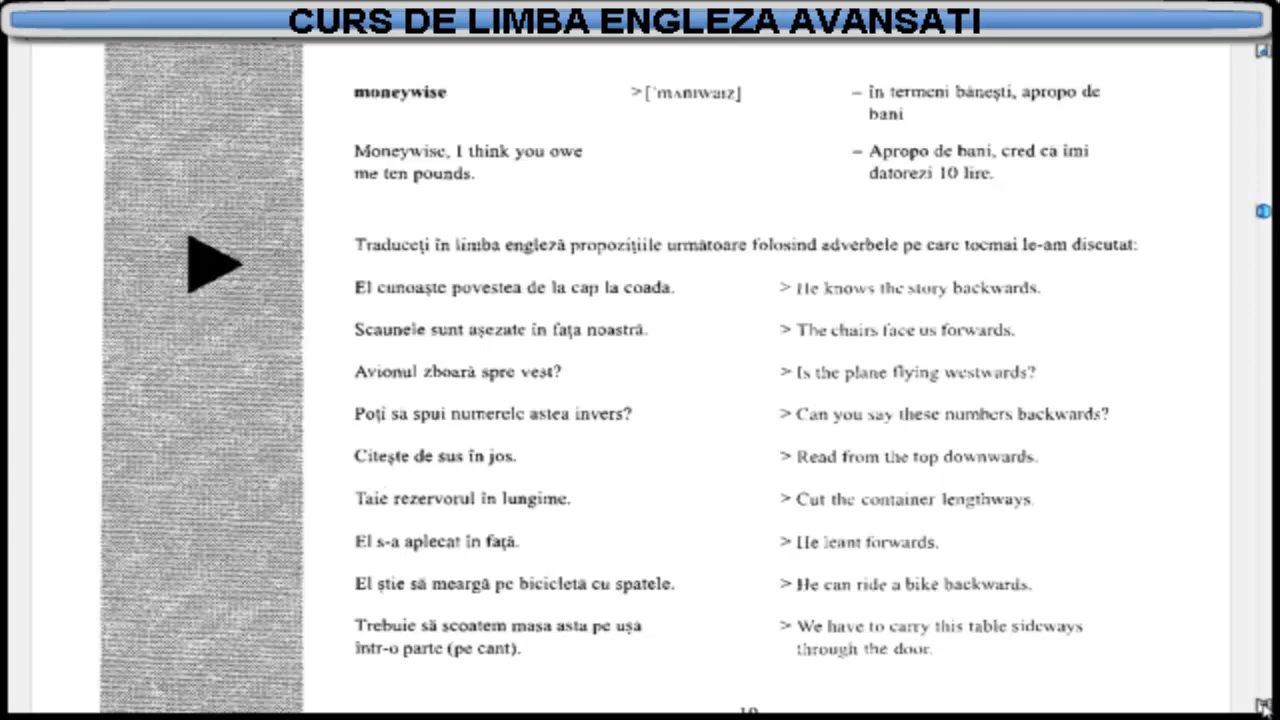 CURS DE LIMBA ENGLEZA AVANSATI
moneywise >[ˈmʌnɪwaɪz] – în termeni bănești, apropo de
bani
Moneywise, I think you owe – Apropo de bani, cred că îmi
me ten pounds. datorezi 10 lire.
Traduceți în limba engleză propozițiile următoare folosind adverbele pe care tocmai le-am discutat:
El cunoaște povestea de la cap la coadă. > He knows the story backwards.
Scaunele sunt așezate în fața noastră. > The chairs face us forwards.
Avionul zboară spre vest? > Is the plane flying westwards?
Poți să spui numerele astea invers? > Can you say these numbers backwards?
Citește de sus în jos. > Read from the top downwards.
Taie rezervorul în lungime. > Cut the container lengthways.
El s-a aplecat în față. > He leant forwards.
El știe să meargă pe bicicletă cu spatele. > He can ride a bike backwards.
Trebuie să scoatem masa asta pe ușă > We have to carry this table sideways
într-o parte (pe cant). through the door.